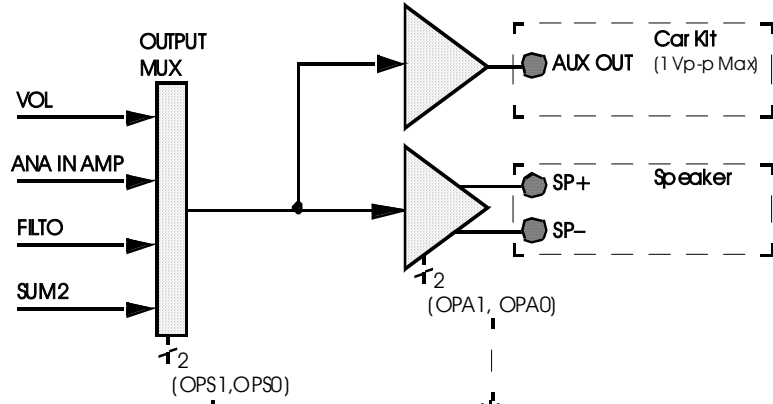 OUTPUT
MUX
Car Kit
AUX OUT
(1 Vp-p Max)
VOL
ANA IN AMP
FILTO
SUM2
SP+
Speaker
SP–
2
(OPA1, OPA0)
2
(OPS1,OPS0)